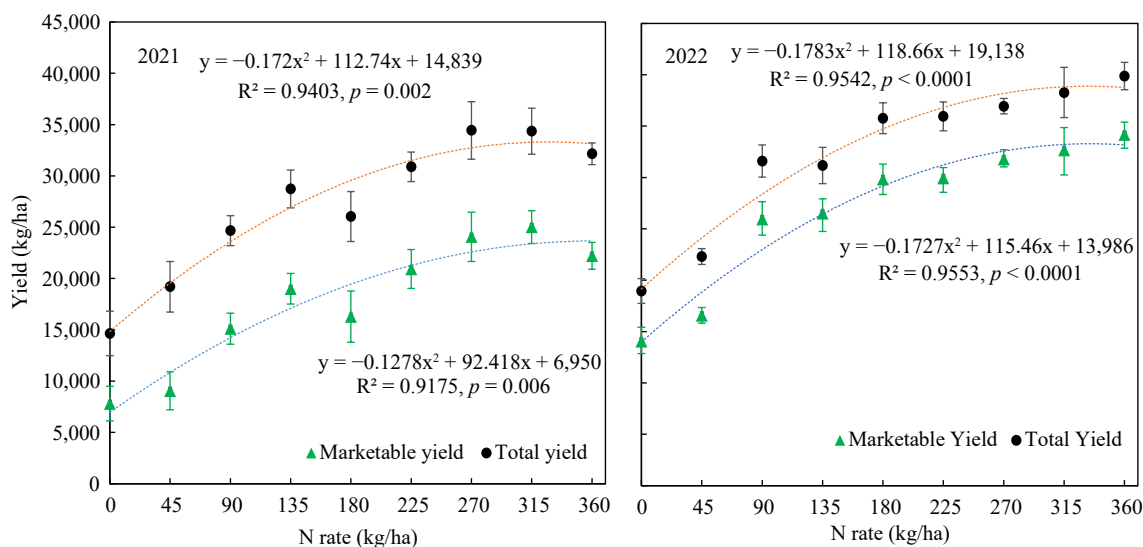 45,000
40,000
35,000
30,000
25,000
20,000
15,000
10,000
5,000
0
Yield (kg/ha)
2021
y = −0.172x² + 112.74x + 14,839
R² = 0.9403, p = 0.002
y = −0.1278x² + 92.418x + 6,950
R² = 0.9175, p = 0.006
Marketable yield Total yield
0 45 90 135 180 225 270 315 360
N rate (kg/ha)
y = −0.1783x² + 118.66x + 19,138
2022
R² = 0.9542, p < 0.0001
y = −0.1727x² + 115.46x + 13,986
R² = 0.9553, p < 0.0001
Marketable Yield Total Yield
0 45 90 135 180 225 270 315 360
N rate (kg/ha)